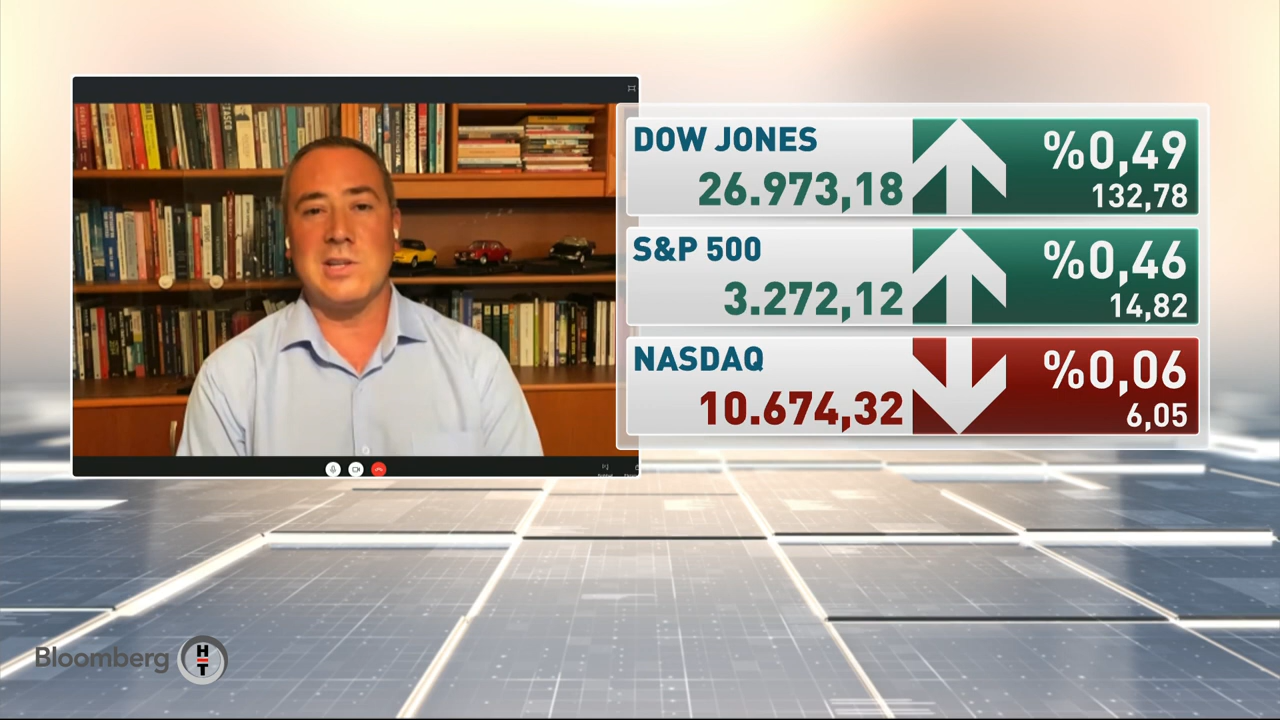 DOW JONES
26.973,18
%0,49
132,78
S&P 500
3.272,12
%0,46
14,82
NASDAQ
10.674,32
%0,06
6,05
Bloomberg HT